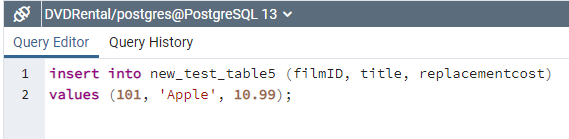 DVDRental/postgres@PostgreSQL 13
Query Editor Query History
1 insert into new_test_table5 (filmID, title, replacementcost)
2 values (101, 'Apple', 10.99);